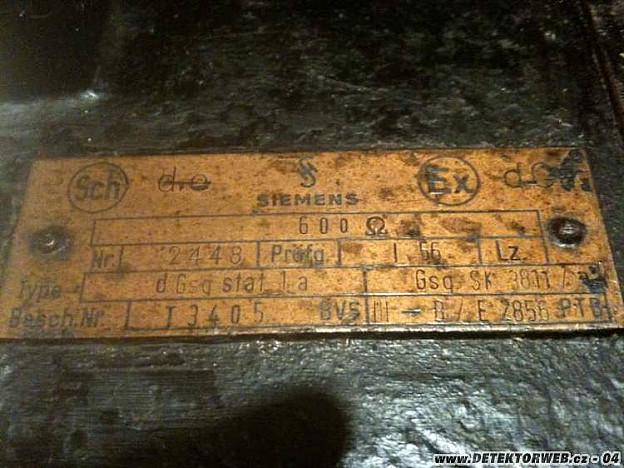 Sch d.e SIEMENS Ex
600 Ω
Nr. 2448 Prüfg. I 56 Lz.
Type d Gsg stat 1a Gsg. SK 3811/a
Besch.Nr. T 3405 BVS III – B / E 2856 PTB
www.DETEKTORWEB.cz - 04